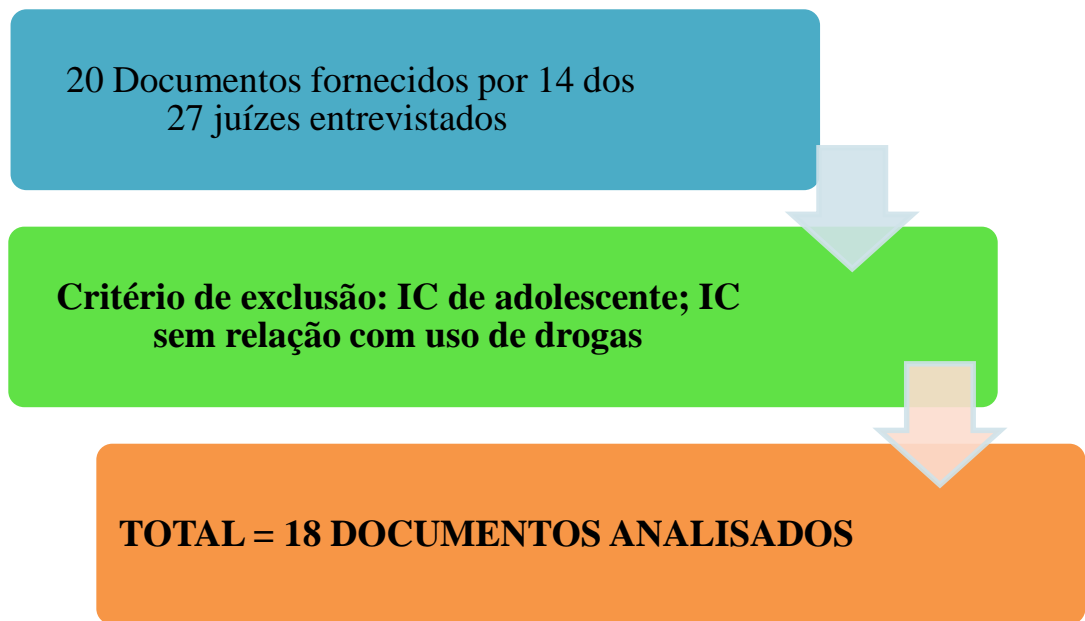 20 Documentos fornecidos por 14 dos
27 juízes entrevistados
Critério de exclusão: IC de adolescente; IC
sem relação com uso de drogas
TOTAL = 18 DOCUMENTOS ANALISADOS